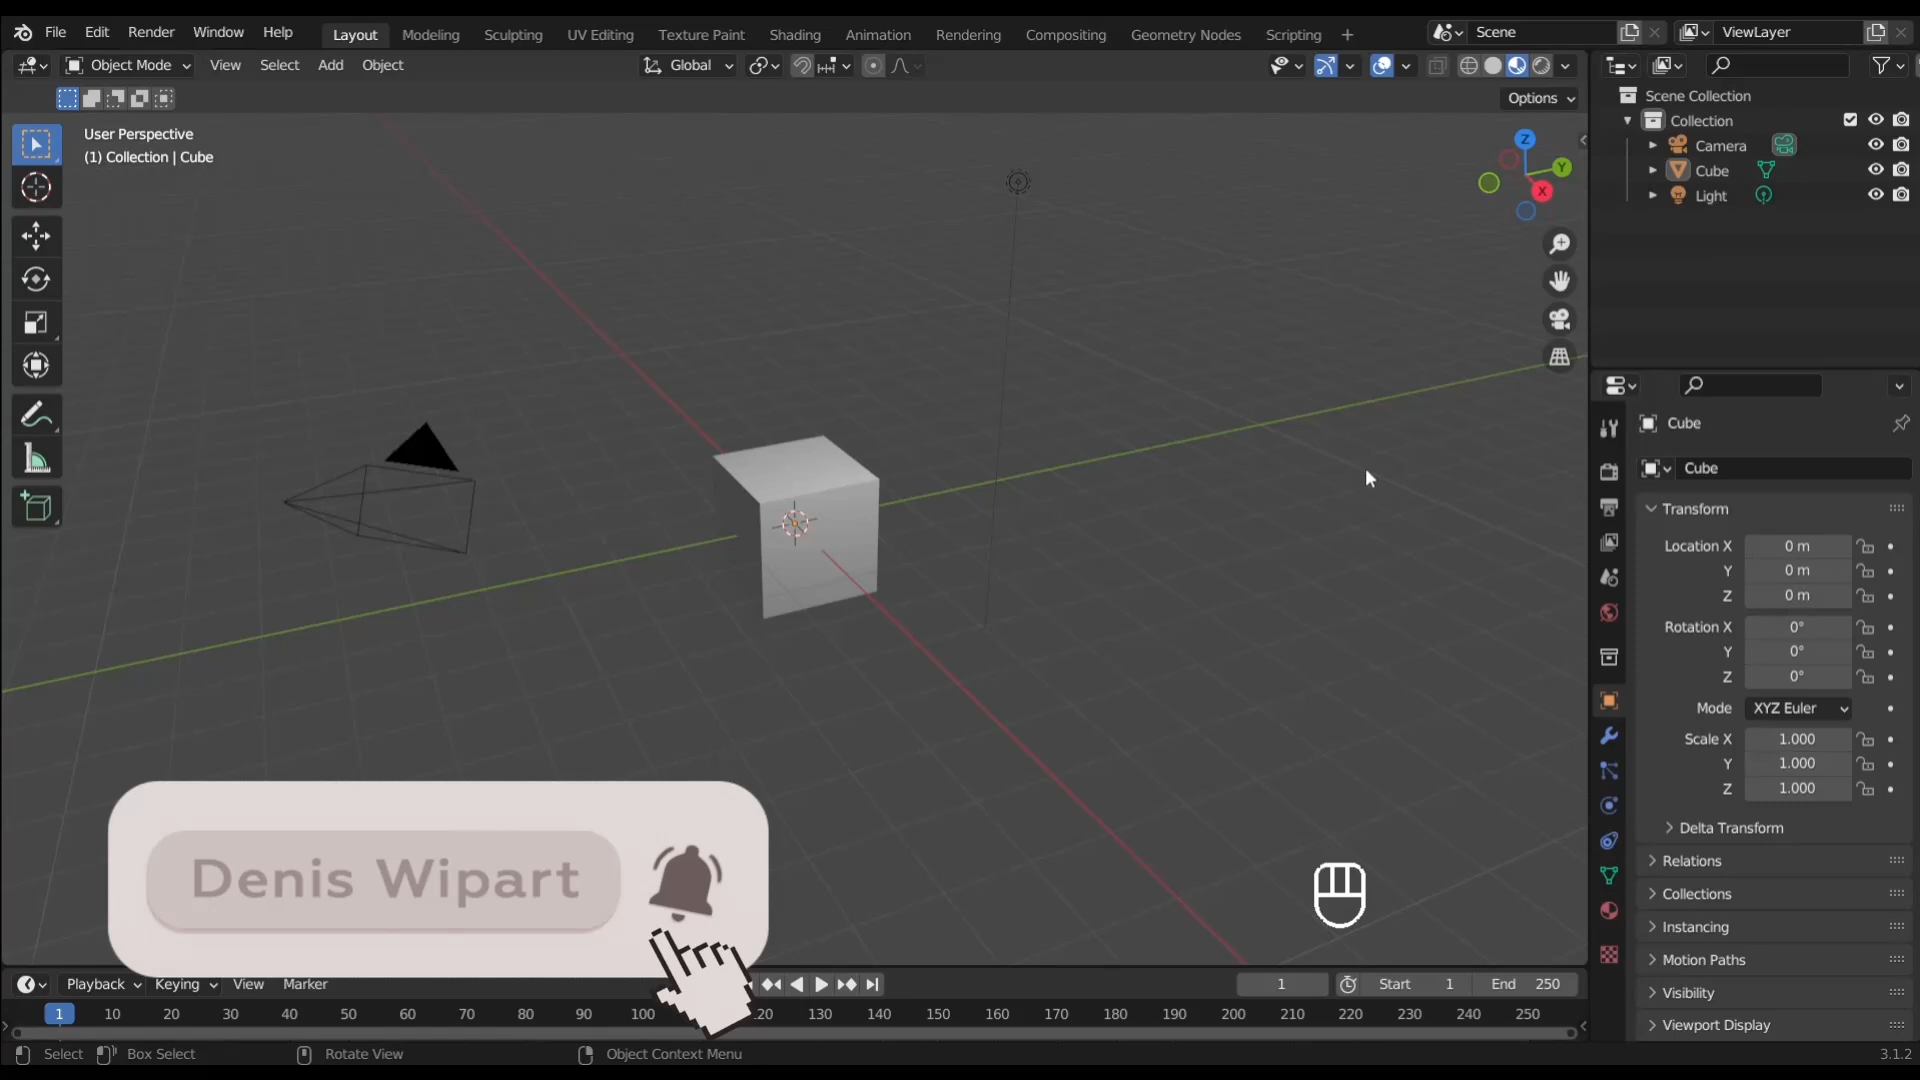 File Edit Render Window Help Layout Modeling Sculpting UV Editing Texture Paint Shading Animation Rendering Compositing Geometry Nodes Scripting + Scene ViewLayer
Object Mode View Select Add Object Global
Options
User Perspective
(1) Collection | Cube
Z
Y
X
Scene Collection
Collection
Camera
Cube
Light
Cube
Cube
Transform
Location X 0 m
Y 0 m
Z 0 m
Rotation X 0°
Y 0°
Z 0°
Mode XYZ Euler
Scale X 1.000
Y 1.000
Z 1.000
Delta Transform
Relations
Collections
Instancing
Motion Paths
Visibility
Viewport Display
Denis Wipart
Playback Keying View Marker 1 Start 1 End 250
1 10 20 30 40 50 60 70 80 90 100 20 130 140 150 160 170 180 190 200 210 220 230 240 250
Select Box Select Rotate View Object Context Menu 3.1.2